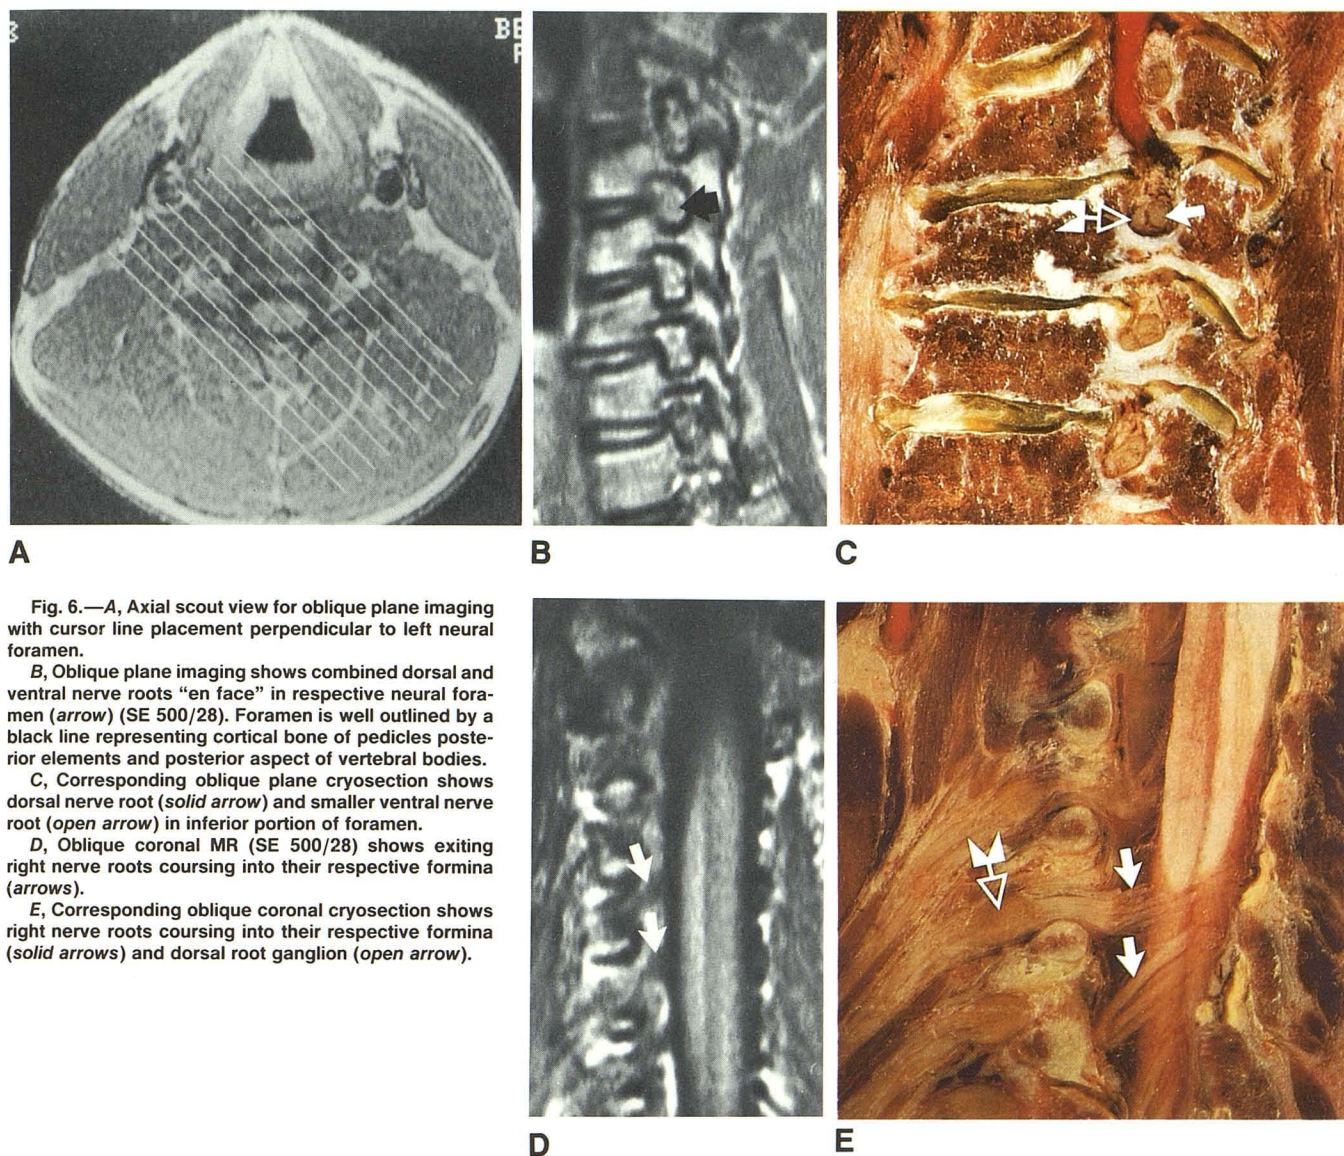 BE
A
B
C
Fig. 6.—A, Axial scout view for oblique plane imaging
with cursor line placement perpendicular to left neural
foramen.
B, Oblique plane imaging shows combined dorsal and
ventral nerve roots “en face” in respective neural fora-
men (arrow) (SE 500/28). Foramen is well outlined by a
black line representing cortical bone of pedicles poste-
rior elements and posterior aspect of vertebral bodies.
C, Corresponding oblique plane cryosection shows
dorsal nerve root (solid arrow) and smaller ventral nerve
root (open arrow) in inferior portion of foramen.
D, Oblique coronal MR (SE 500/28) shows exiting
right nerve roots coursing into their respective formina
(arrows).
E, Corresponding oblique coronal cryosection shows
right nerve roots coursing into their respective formina
(solid arrows) and dorsal root ganglion (open arrow).
D
E